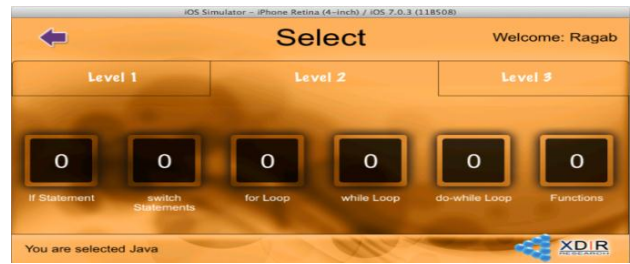 iOS Simulator - iPhone Retina (4-inch) / iOS 7.0.3 (11B508)
Select
Welcome: Ragab
Level 1 Level 2 Level 3
0 0 0 0 0 0
If Statement switch Statements for Loop while Loop do-while Loop Functions
You are selected Java
XDIR
RESEARCH